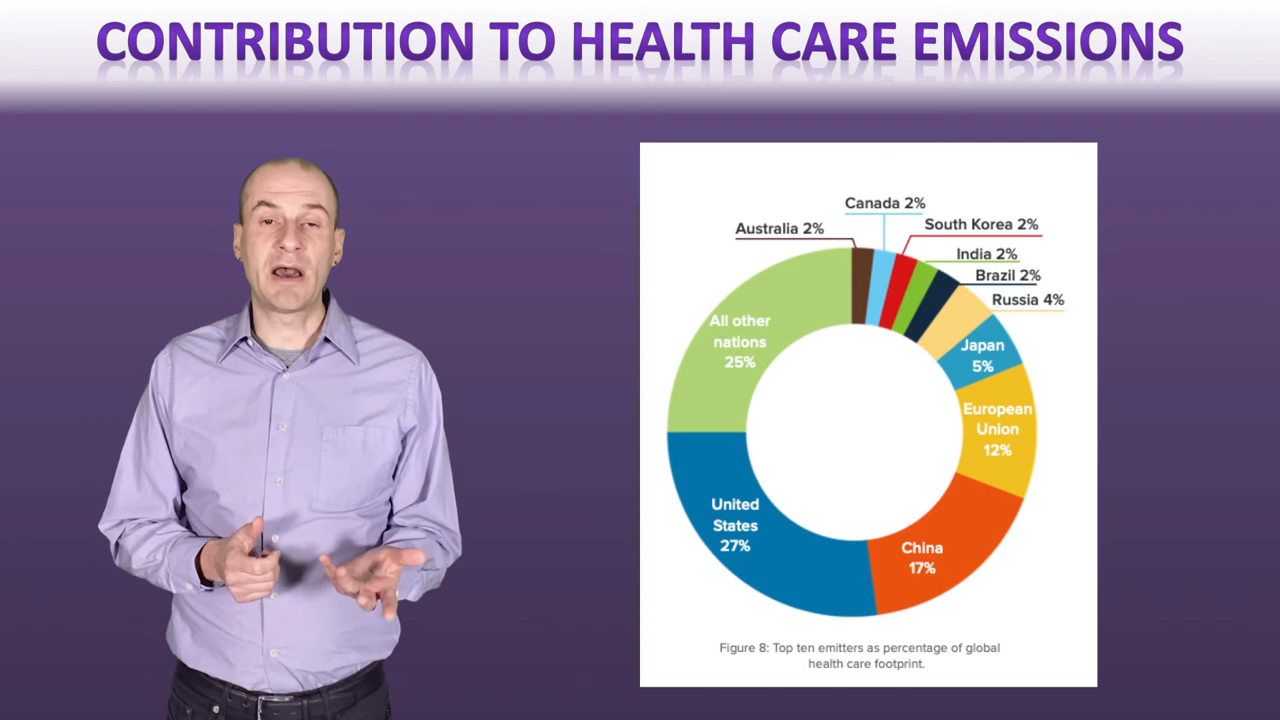 CONTRIBUTION TO HEALTH CARE EMISSIONS
Canada 2%
Australia 2%
South Korea 2%
India 2%
Brazil 2%
Russia 4%
All other
nations
25%
Japan
5%
European
Union
12%
United
States
27%
China
17%
Figure 8: Top ten emitters as percentage of global
health care footprint.